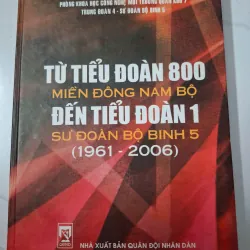 PHÒNG KHOA HỌC CÔNG NGHỆ MÔI TRƯỜNG QUÂN KHU 7
TRUNG ĐOÀN 4 - SƯ ĐOÀN BỘ BINH 5
TỪ TIỂU ĐOÀN 800
MIỀN ĐÔNG NAM BỘ
ĐẾN TIỂU ĐOÀN 1
SƯ ĐOÀN BỘ BINH 5
(1961 - 2006)
NHÀ XUẤT BẢN QUÂN ĐỘI NHÂN DÂN